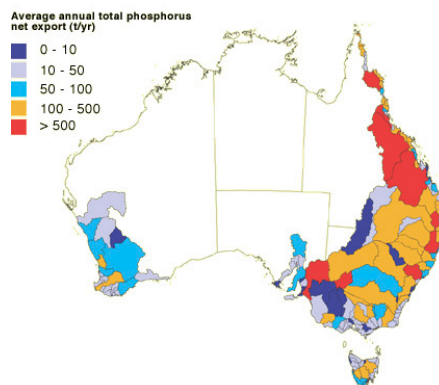 Average annual total phosphorus
net export (t/yr)
0 - 10
10 - 50
50 - 100
100 - 500
> 500